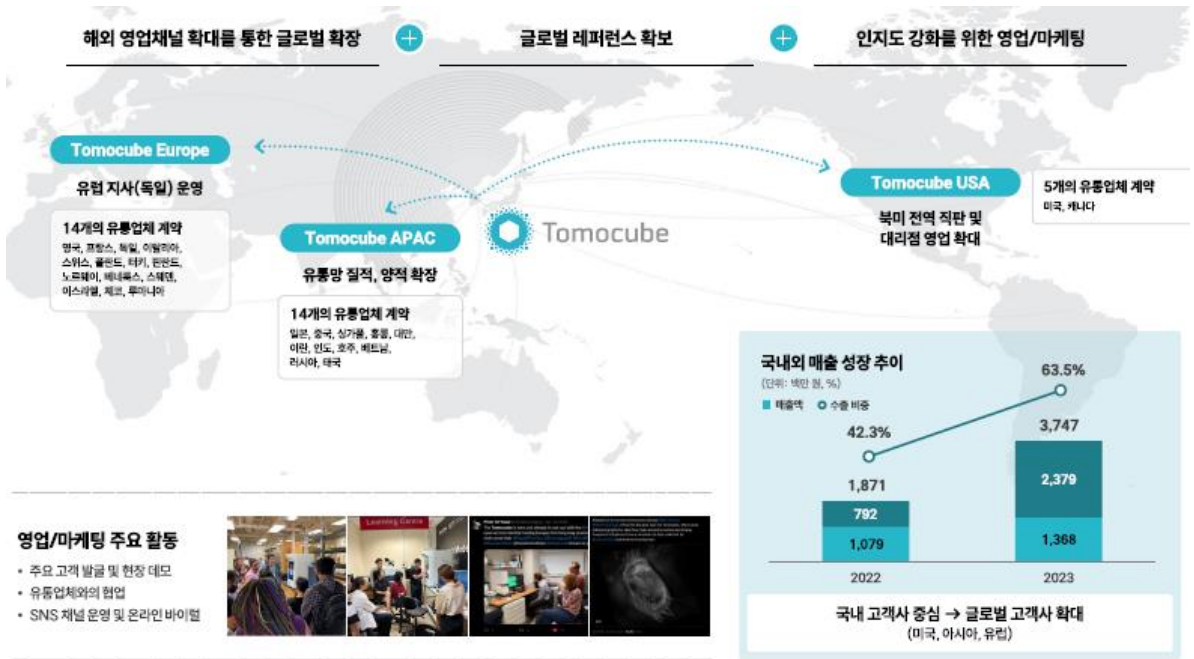 해외 영업채널 확대를 통한 글로벌 확장
+
글로벌 레퍼런스 확보
+
인지도 강화를 위한 영업/마케팅
Tomocube Europe
유럽 지사(독일) 운영
14개의 유통업체 계약
영국, 프랑스, 독일, 이탈리아,
스위스, 폴란드, 터키, 핀란드,
노르웨이, 베네룩스, 스웨덴,
이스라엘, 체코, 루마니아
Tomocube APAC
유통망 질적, 양적 확장
14개의 유통업체 계약
일본, 중국, 싱가폴, 홍콩, 대만,
이란, 인도, 호주, 베트남,
러시아, 태국
Tomocube
Tomocube USA
북미 전역 직판 및
대리점 영업 확대
5개의 유통업체 계약
미국, 캐나다
국내외 매출 성장 추이
(단위: 백만 원, %)
매출액 수출 비중
63.5%
42.3%
3,747
1,871
2,379
792
1,368
1,079
2022
2023
국내 고객사 중심 → 글로벌 고객사 확대
(미국, 아시아, 유럽)
영업/마케팅 주요 활동
• 주요 고객 발굴 및 현장 데모
• 유통업체와의 협업
• SNS 채널 운영 및 온라인 바이럴
Learning Centre